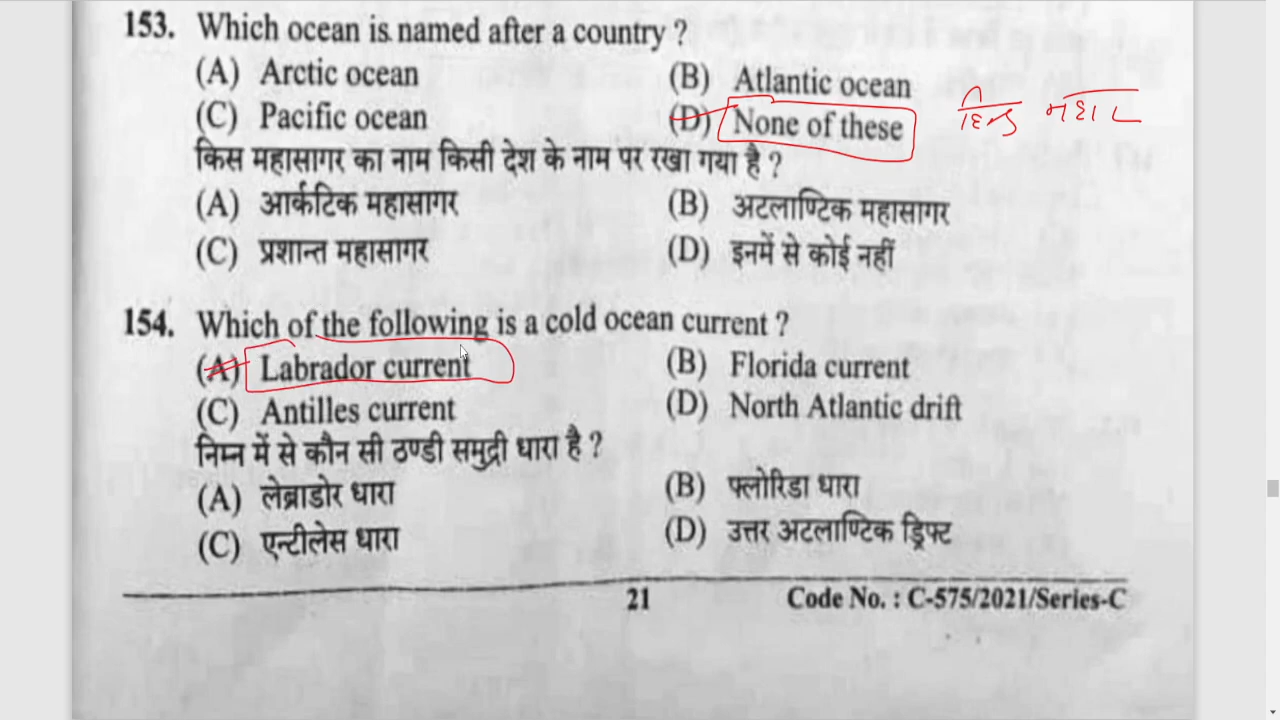 153. Which ocean is named after a country ?
(A) Arctic ocean (B) Atlantic ocean
(C) Pacific ocean (D) None of these
हिन्द महा
किस महासागर का नाम किसी देश के नाम पर रखा गया है ?
(A) आर्कटिक महासागर (B) अटलाण्टिक महासागर
(C) प्रशान्त महासागर (D) इनमें से कोई नहीं
154. Which of the following is a cold ocean current ?
(A) Labrador current (B) Florida current
(C) Antilles current (D) North Atlantic drift
निम्न में से कौन सी ठण्डी समुद्री धारा है ?
(A) लेब्राडोर धारा (B) फ्लोरिडा धारा
(C) एन्टीलेस धारा (D) उत्तर अटलाण्टिक ड्रिफ्ट
21 Code No. : C-575/2021/Series-C